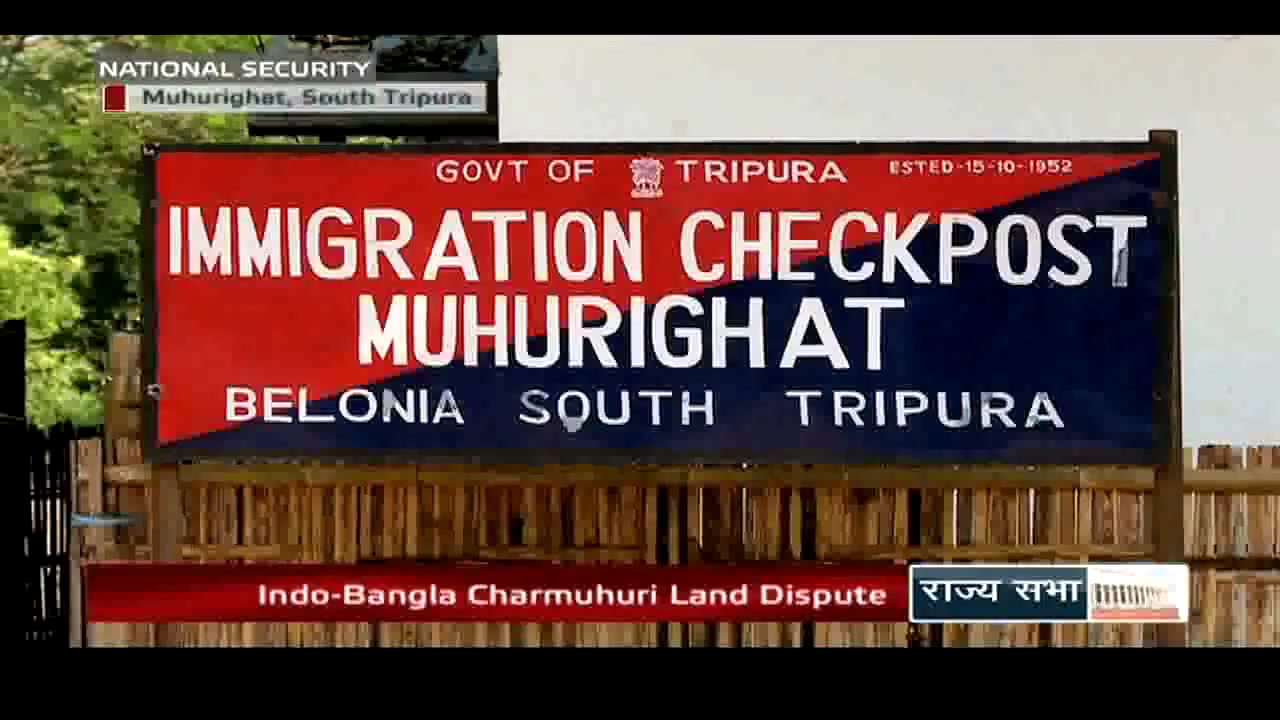 NATIONAL SECURITY
Muhurighat, South Tripura
GOVT OF TRIPURA ESTED-15-10-1952
IMMIGRATION CHECKPOST
MUHURIGHAT
BELONIA SOUTH TRIPURA
Indo-Bangla Charmuhuri Land Dispute
राज्य सभा